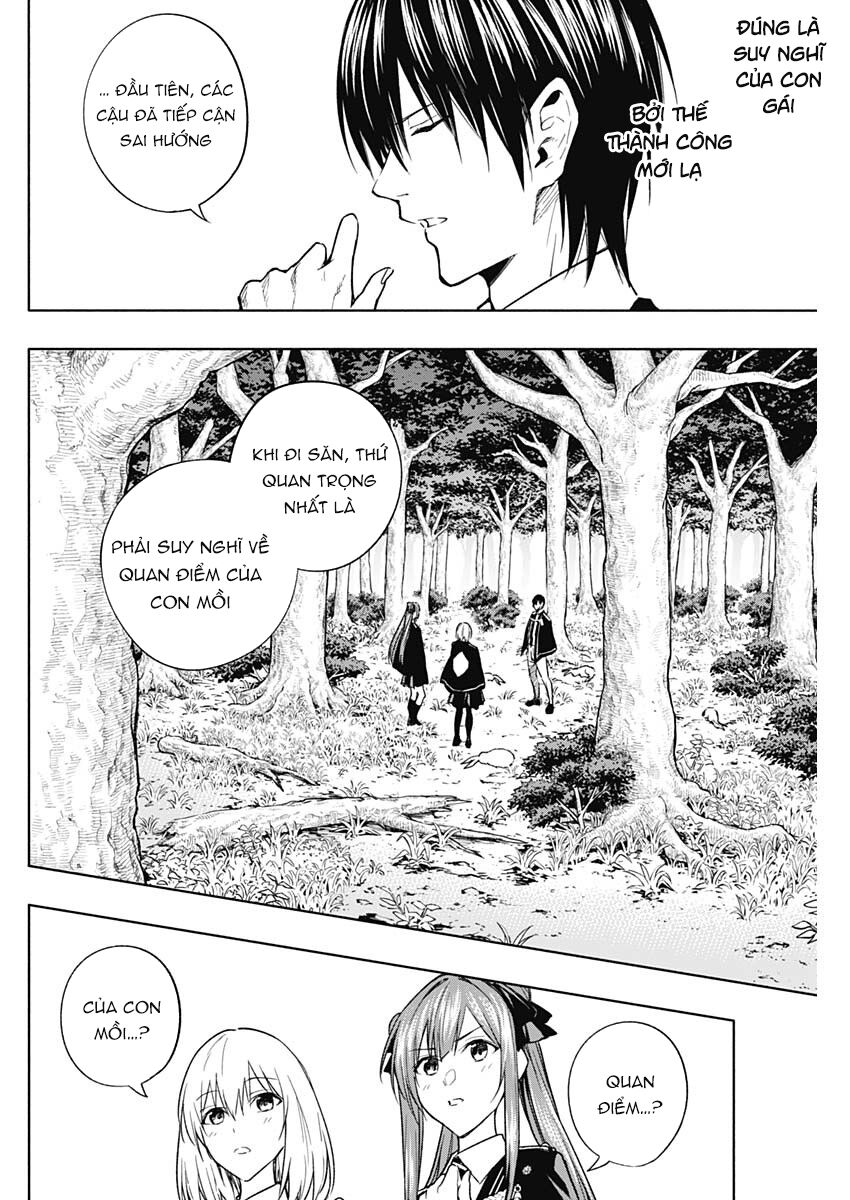 ĐÚNG LÀ
SUY NGHĨ
CỦA CON
GÁI
BỞI THẾ
THÀNH CÔNG
MỚI LẠ
... ĐẦU TIÊN, CÁC
CẬU ĐÃ TIẾP CẬN
SAI HƯỚNG
KHI ĐI SĂN, THỨ
QUAN TRỌNG
NHẤT LÀ
PHẢI SUY NGHĨ VỀ
QUAN ĐIỂM CỦA
CON MỒI
QUAN
ĐIỂM...?
CỦA CON
MỒI...?